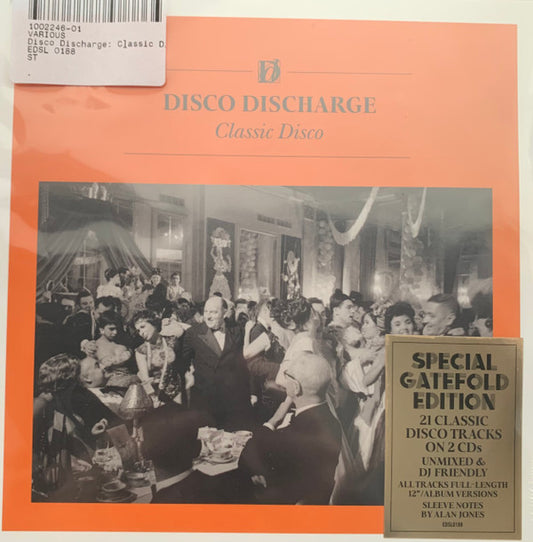 1002246-01
VARIOUS
Disco Discharge: Classic D
EDSL 0188
ST
DISCO DISCHARGE
Classic Disco
SPECIAL
GATEFOLD
EDITION
21 CLASSIC
DISCO TRACKS
ON 2 CDs
UNMIXED &
DJ FRIENDLY
ALL TRACKS FULL-LENGTH
12"/ALBUM VERSIONS
SLEEVE NOTES
BY ALAN JONES
EDSL0188